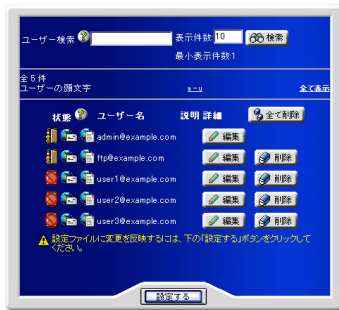 ユーザー検索 表示件数 10 検索
最小表示件数:1
全5件
ユーザーの頭文字 a-u 全て表示
状態 ユーザー名 説明 詳細 全て削除
admin@example.com 編集
ftp@example.com 編集 削除
user1@example.com 編集 削除
user2@example.com 編集 削除
user3@example.com 編集 削除
設定ファイルに変更を反映するには、下の「設定する」ボタンをクリックして
ください。
設定する